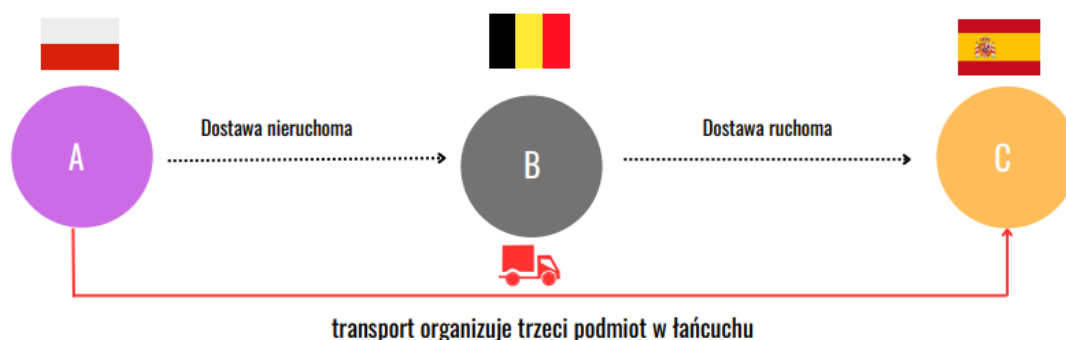 Dostawa nieruchoma
Dostawa ruchoma
A
B
C
transport organizuje trzeci podmiot w łańcuchu